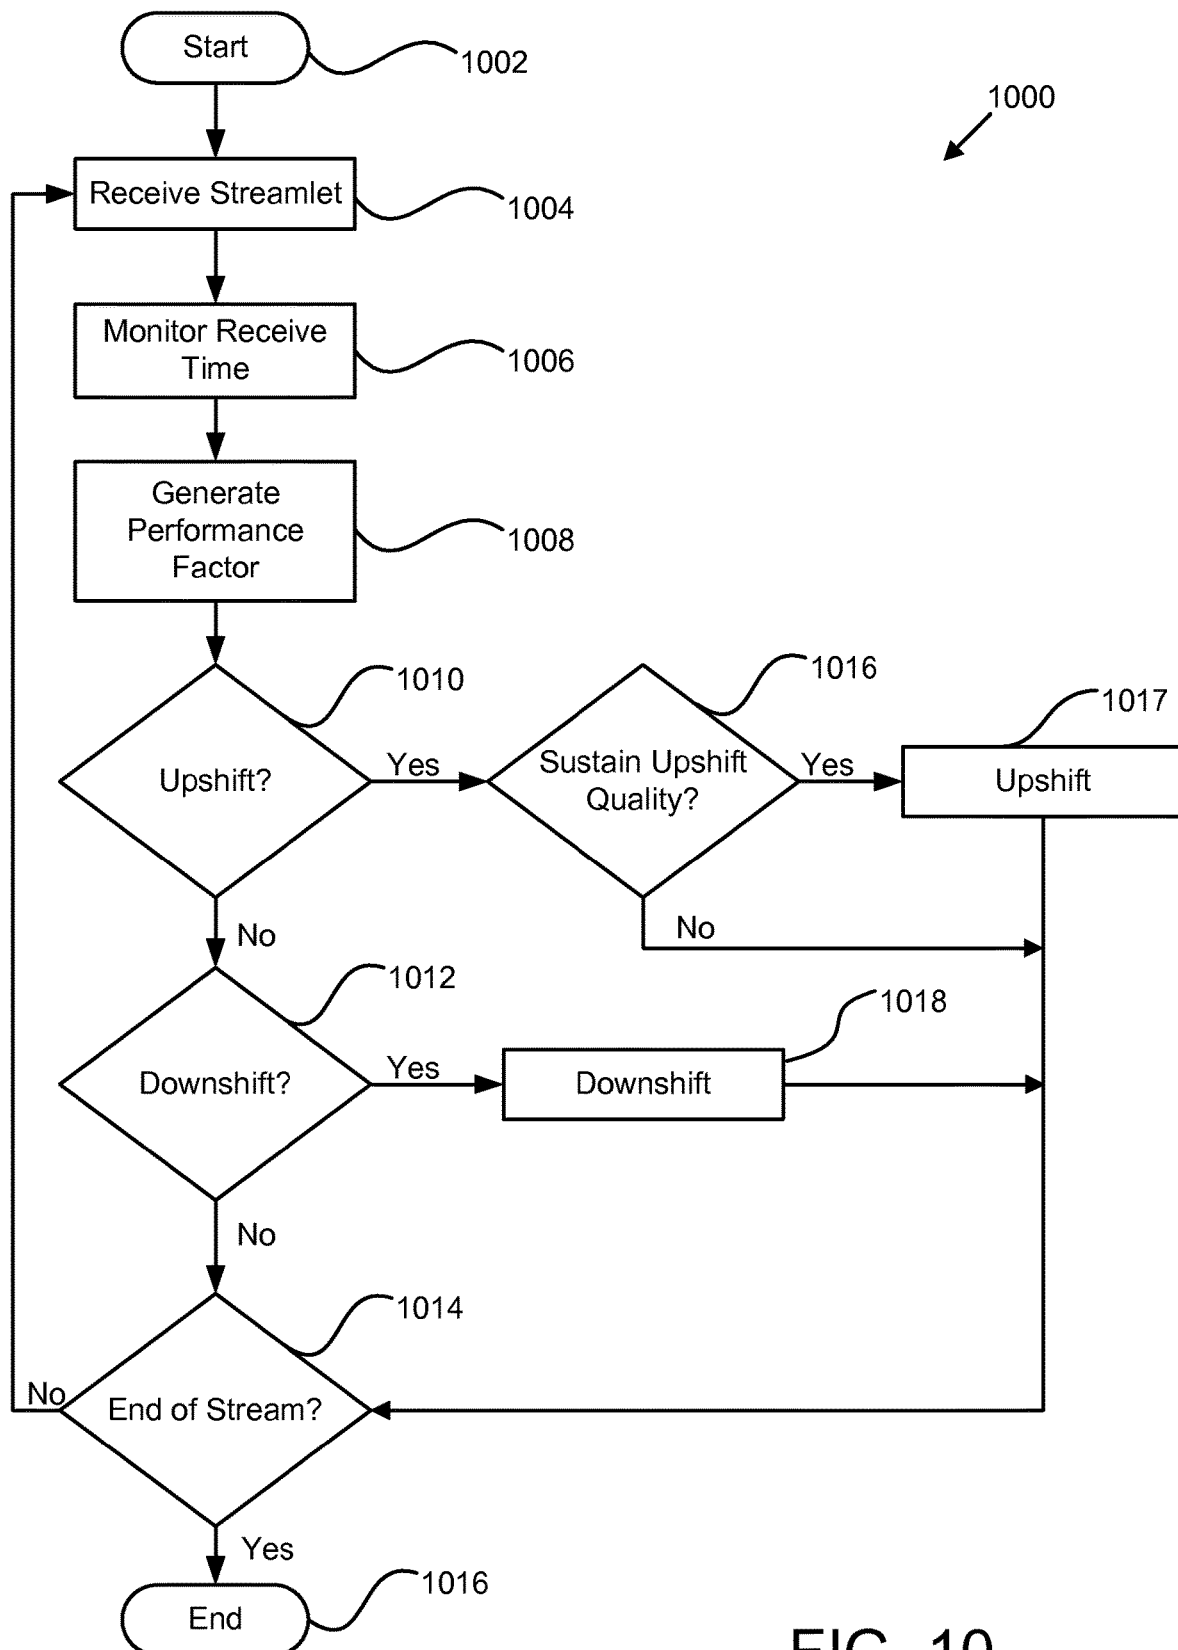 Start
1002
1000
Receive Streamlet
1004
Monitor Receive
Time
1006
Generate
Performance
Factor
1008
1010
1016
1017
Upshift?
Yes
Sustain Upshift
Quality?
Yes
Upshift
No
No
1012
1018
Downshift?
Yes
Downshift
No
1014
No
End of Stream?
Yes
1016
End
FIG. 10